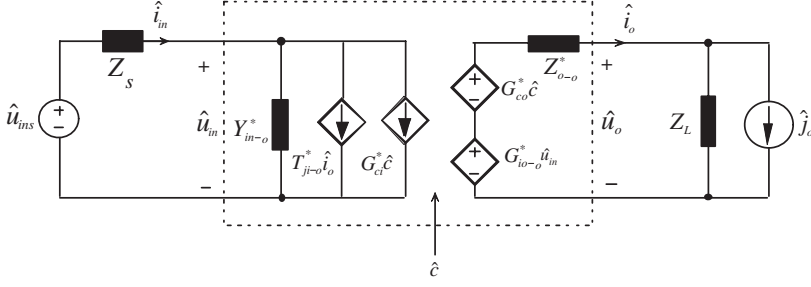 î_in
Z_s
+
û_ins
+
−
û_in
−
Y*_in-o
T*_ji-o î_o
G*_ci ĉ
G*_co ĉ
+
−
G*_io-o û_in
+
−
Z*_o-o
î_o
+
û_o
−
Z_L
ĵ_o
ĉ